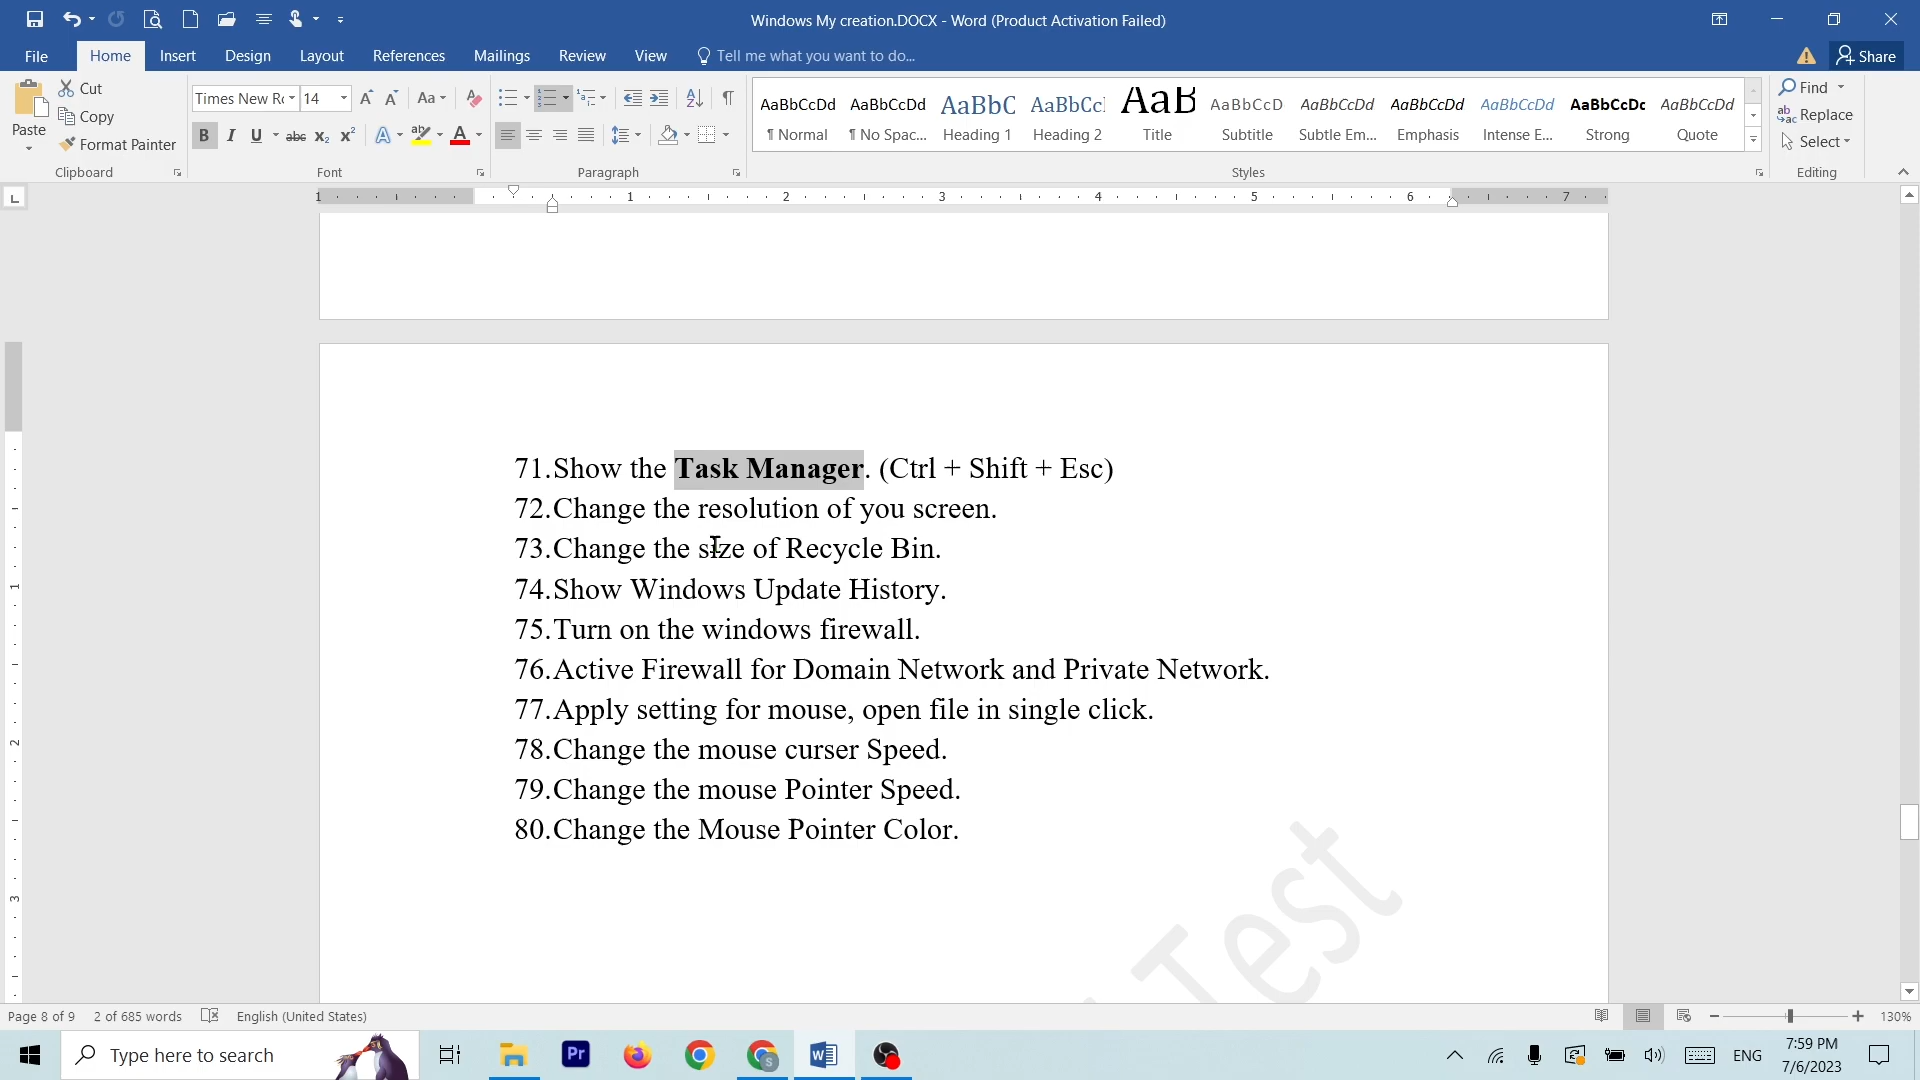 Windows My creation.DOCX - Word (Product Activation Failed)
File Home Insert Design Layout References Mailings Review View Tell me what you want to do... Share
Paste Cut Copy Format Painter
Clipboard
Times New Ro 14
Font
Paragraph
AaBbCcDd AaBbCcDd AaBbC AaBbCc AaB AaBbCcD AaBbCcDd AaBbCcDd AaBbCcDd AaBbCcDc AaBbCcDd
¶ Normal ¶ No Spac... Heading 1 Heading 2 Title Subtitle Subtle Em... Emphasis Intense E... Strong Quote
Styles
Find
Replace
Select
Editing
1 1 2 3 4 5 6 7
71.Show the Task Manager. (Ctrl + Shift + Esc)
72.Change the resolution of you screen.
73.Change the size of Recycle Bin.
74.Show Windows Update History.
75.Turn on the windows firewall.
76.Active Firewall for Domain Network and Private Network.
77.Apply setting for mouse, open file in single click.
78.Change the mouse curser Speed.
79.Change the mouse Pointer Speed.
80.Change the Mouse Pointer Color.
Test
Page 8 of 9 2 of 685 words English (United States) 130%
Type here to search
ENG
7:59 PM
7/6/2023